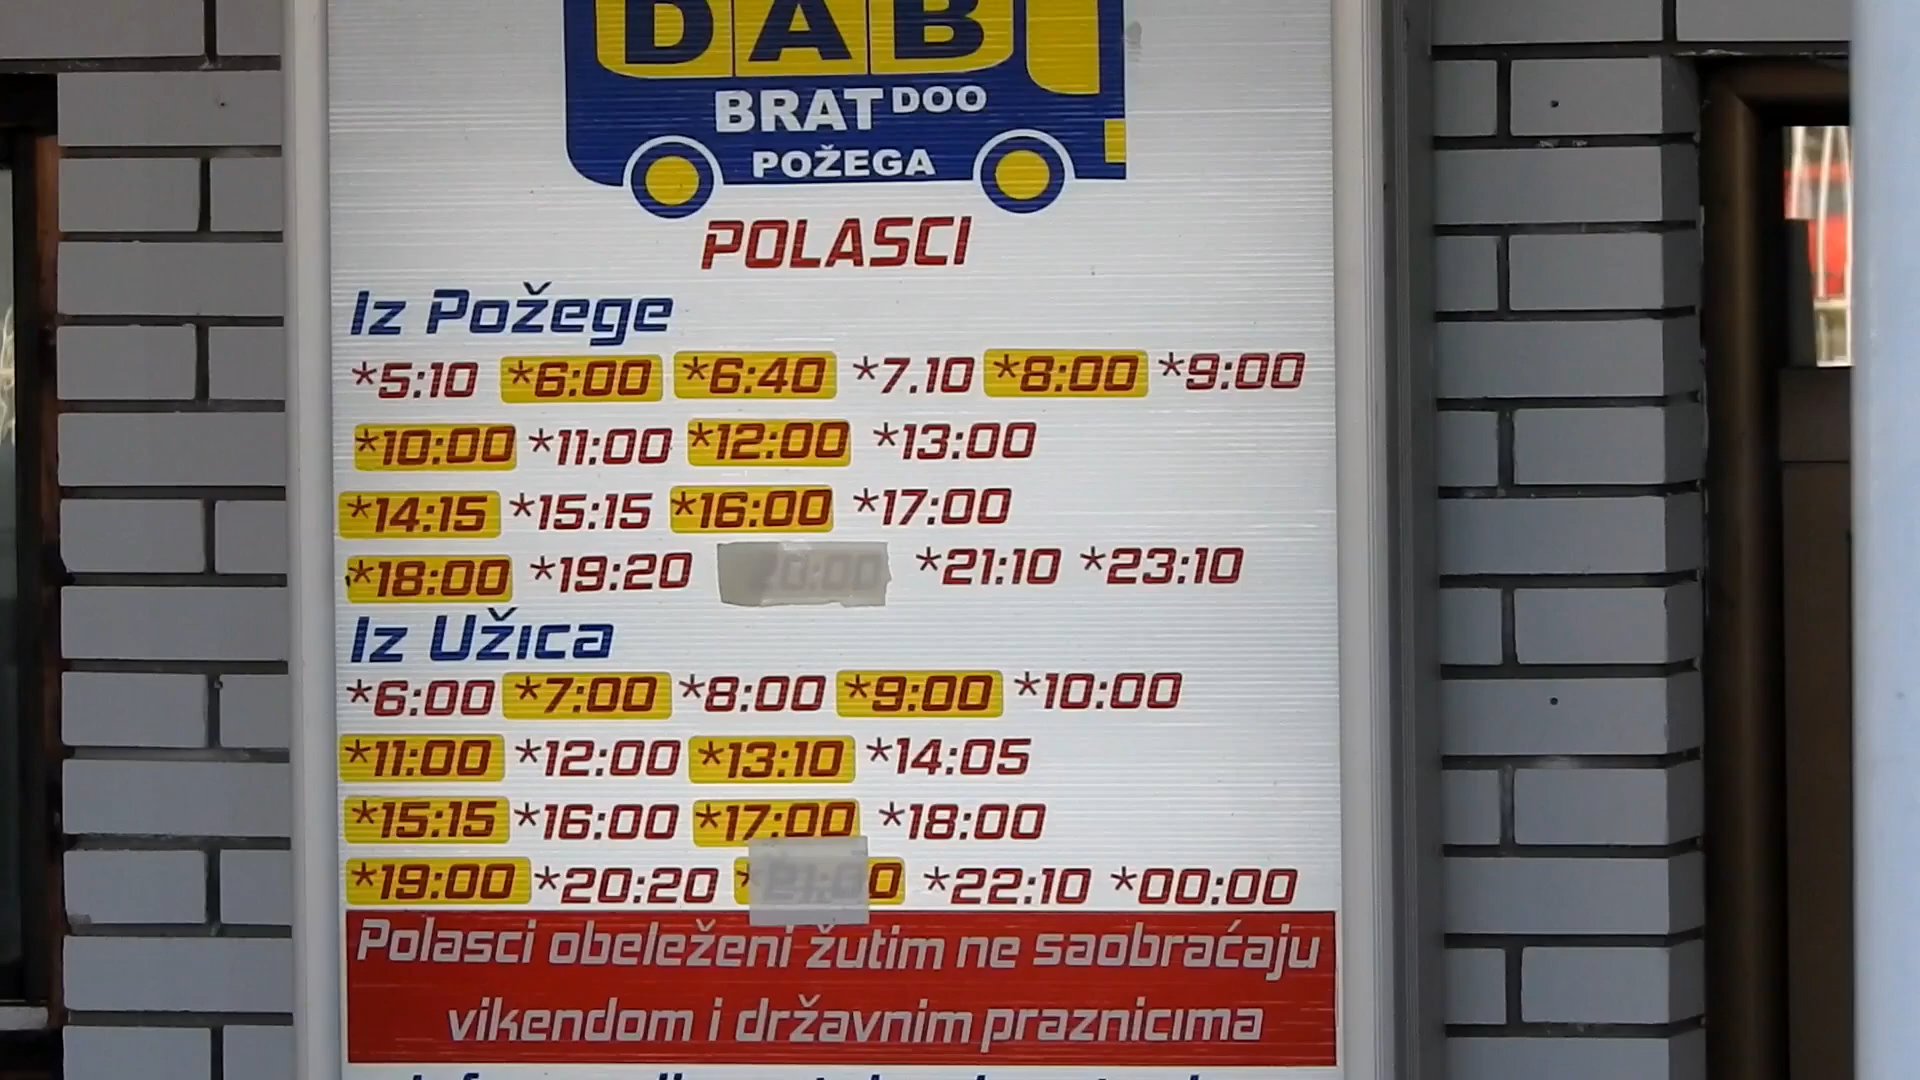 DAB
BRAT DOO
POŽEGA
POLASCI
Iz Požege
*5:10 *6:00 *6:40 *7.10 *8:00 *9:00
*10:00 *11:00 *12:00 *13:00
*14:15 *15:15 *16:00 *17:00
*18:00 *19:20 20:00 *21:10 *23:10
Iz Užica
*6:00 *7:00 *8:00 *9:00 *10:00
*11:00 *12:00 *13:10 *14:05
*15:15 *16:00 *17:00 *18:00
*19:00 *20:20 *21:00 *22:10 *00:00
Polasci obeleženi žutim ne saobraćaju
vikendom i državnim praznicima